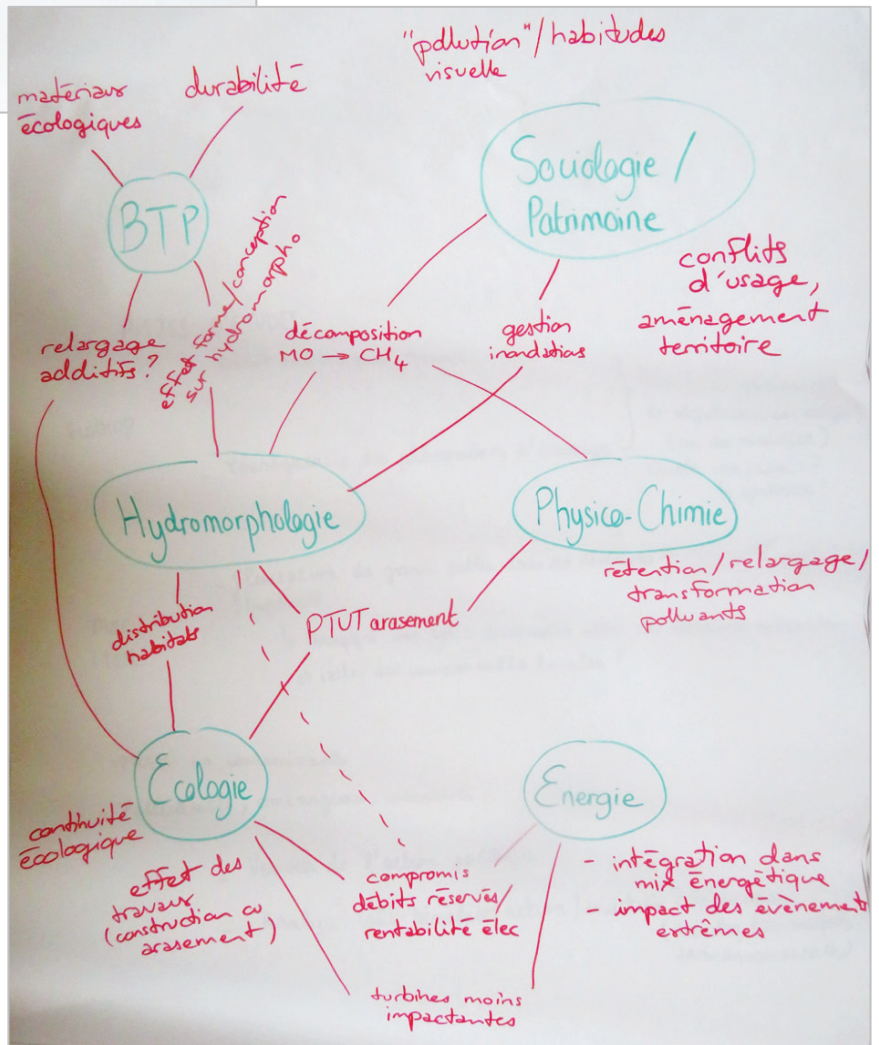 "pollution"/habitudes
visuelle
matériaux
écologiques
durabilité
BTP
Sociologie /
Patrimoine
effet forme/conception
sur hydromorpho
conflits
d'usage,
aménagement
territoire
relargage
additifs ?
décomposition
MO → CH4
gestion
inondations
Hydromorphologie
Physico-Chimie
rétention/relargage/
transformation
polluants
distribution
habitats
PTUT arasement
Ecologie
Energie
continuité
écologique
effet des
travaux
(construction ou
arasement)
compromis
débits réservés/
rentabilité élec
- intégration dans
mix énergétique
- impact des évènement
extrêmes
turbines moins
impactantes